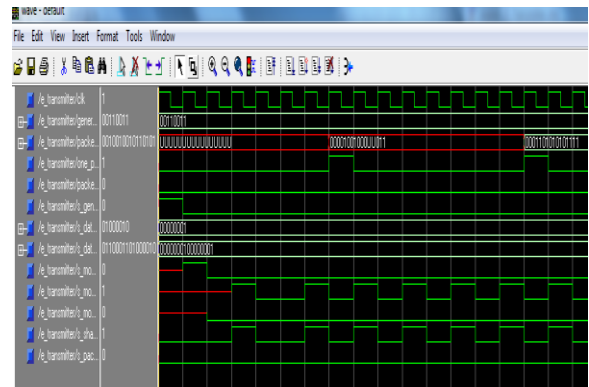 wave - default
File Edit View Insert Format Tools Window
/e_transmitter/clk 1
/e_transmitter/gener... 00110011 00110011
/e_transmitter/packe... 0010010010110101 UUUUUUUUUUUUUUUU 00001001000UU011 0001101010101111
/e_transmitter/one_p... 1
/e_transmitter/packe... 0
/e_transmitter/s_gen... 0
/e_transmitter/s_dat... 01000010 00000001
/e_transmitter/s_dat... 0110001101000010 0000000100000001
/e_transmitter/s_mo... 0
/e_transmitter/s_mo... 1
/e_transmitter/s_mo... 0
/e_transmitter/s_sha... 1
/e_transmitter/s_pac... 0